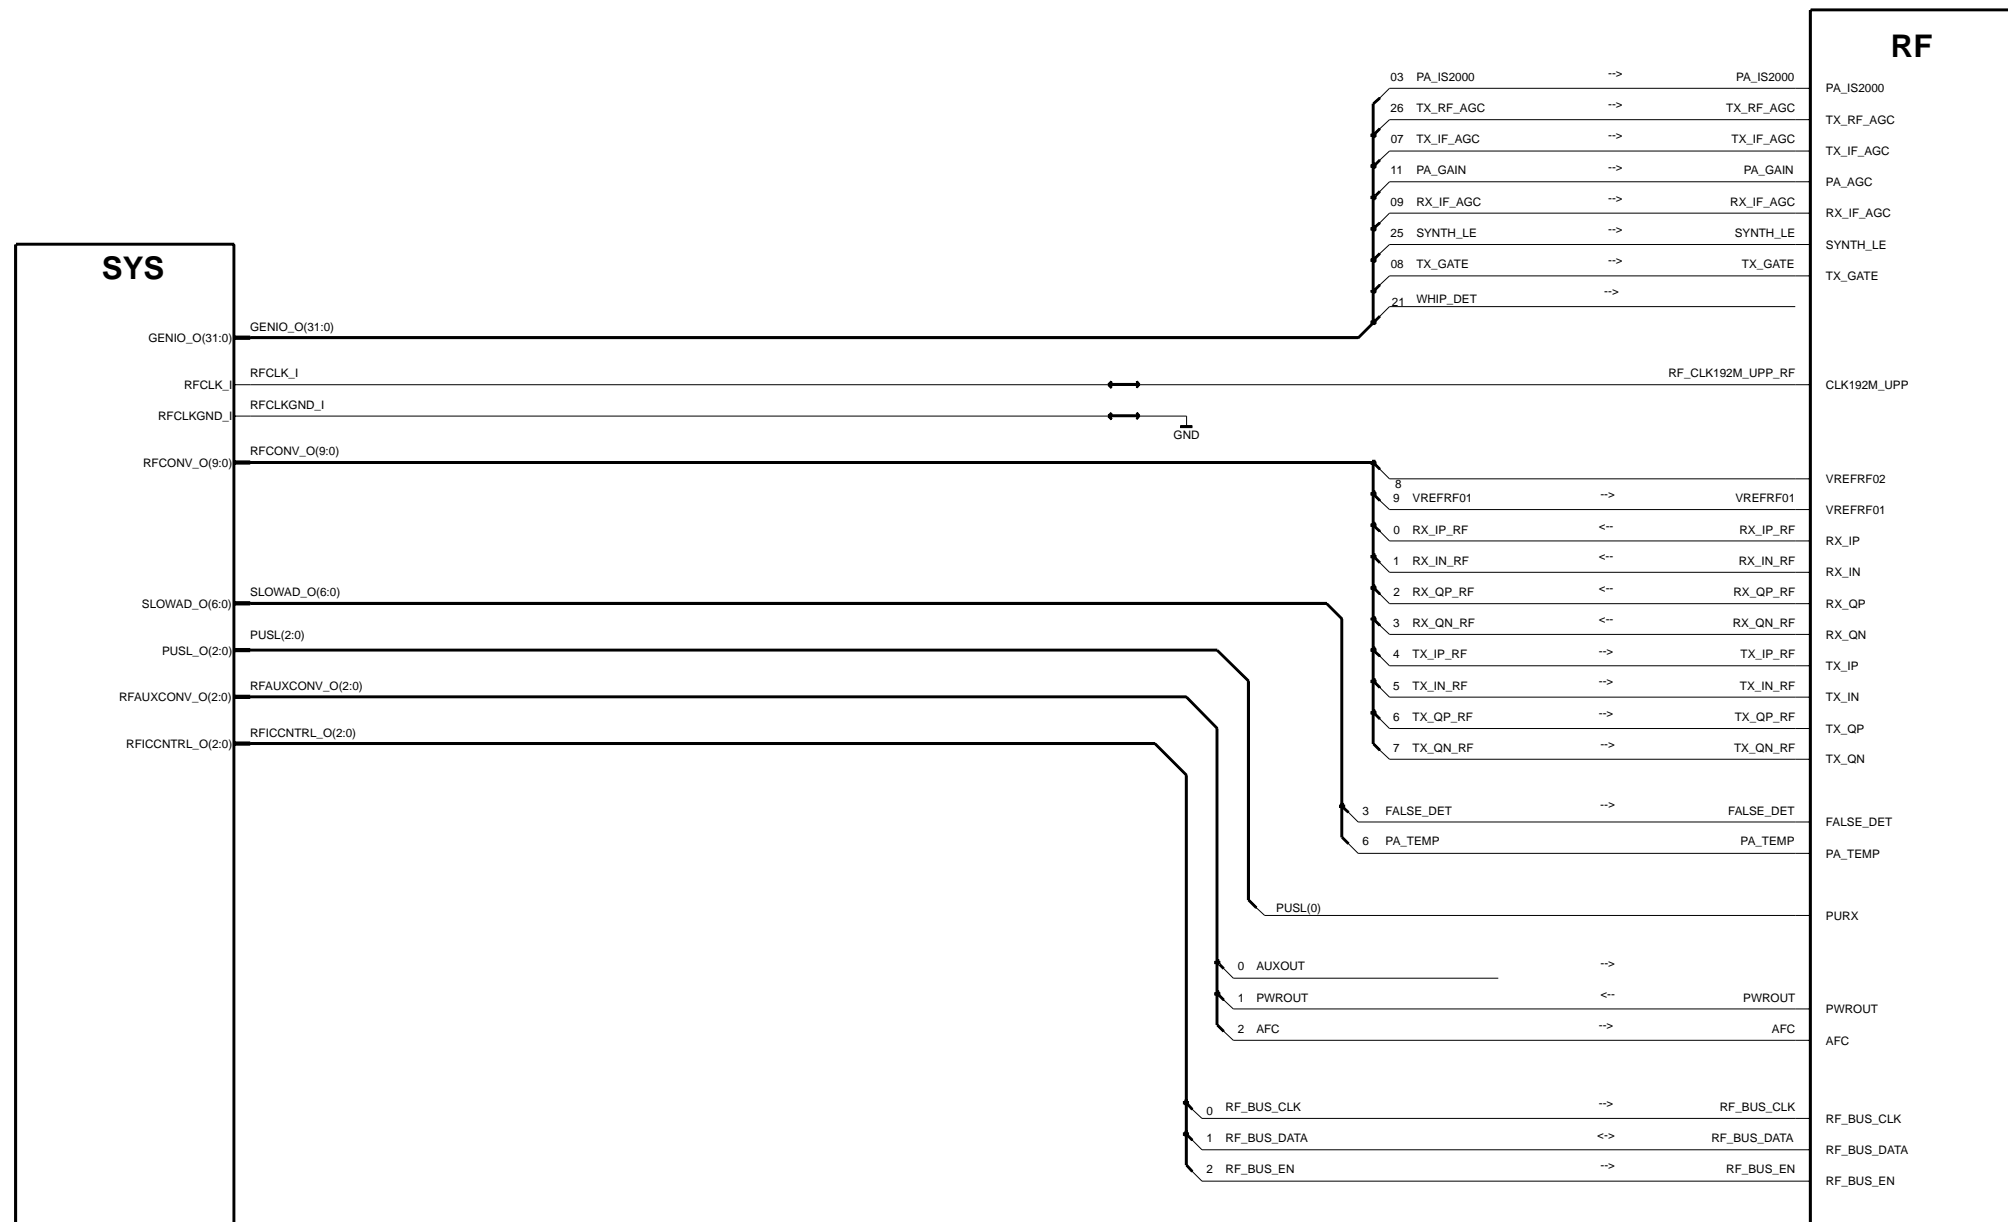 RF
03 PA_IS2000 --> PA_IS2000
PA_IS2000
26 TX_RF_AGC --> TX_RF_AGC
TX_RF_AGC
07 TX_IF_AGC --> TX_IF_AGC
TX_IF_AGC
11 PA_GAIN --> PA_GAIN
PA_AGC
09 RX_IF_AGC --> RX_IF_AGC
RX_IF_AGC
25 SYNTH_LE --> SYNTH_LE
SYNTH_LE
SYS
08 TX_GATE --> TX_GATE
TX_GATE
21 WHIP_DET -->
GENIO_O(31:0)
GENIO_O(31:0)
RFCLK_I RF_CLK192M_UPP_RF
RFCLK_I CLK192M_UPP
RFCLKGND_I
RFCLKGND_I
GND
RFCONV_O(9:0)
RFCONV_O(9:0)
8 VREFRF02
9 VREFRF01 --> VREFRF01
VREFRF01
0 RX_IP_RF <-- RX_IP_RF
RX_IP
1 RX_IN_RF <-- RX_IN_RF
RX_IN
SLOWAD_O(6:0)
2 RX_QP_RF <-- RX_QP_RF
SLOWAD_O(6:0) RX_QP
3 RX_QN_RF <-- RX_QN_RF
PUSL(2:0) RX_QN
PUSL_O(2:0)
4 TX_IP_RF --> TX_IP_RF
TX_IP
RFAUXCONV_O(2:0)
5 TX_IN_RF --> TX_IN_RF
RFAUXCONV_O(2:0) TX_IN
6 TX_QP_RF --> TX_QP_RF
TX_QP
RFICCNTRL_O(2:0)
RFICCNTRL_O(2:0)
7 TX_QN_RF --> TX_QN_RF
TX_QN
3 FALSE_DET --> FALSE_DET
FALSE_DET
6 PA_TEMP PA_TEMP
PA_TEMP
PUSL(0)
PURX
0 AUXOUT -->
1 PWROUT <-- PWROUT
PWROUT
2 AFC --> AFC
AFC
0 RF_BUS_CLK --> RF_BUS_CLK
RF_BUS_CLK
1 RF_BUS_DATA <-> RF_BUS_DATA
RF_BUS_DATA
2 RF_BUS_EN --> RF_BUS_EN
RF_BUS_EN